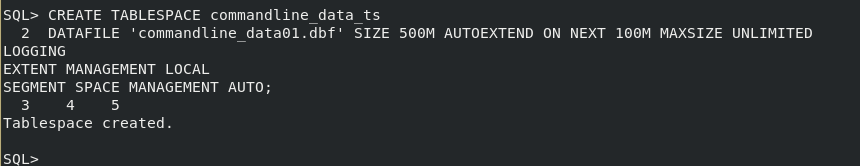 SQL> CREATE TABLESPACE commandline_data_ts
  2  DATAFILE 'commandline_data01.dbf' SIZE 500M AUTOEXTEND ON NEXT 100M MAXSIZE UNLIMITED
LOGGING
EXTENT MANAGEMENT LOCAL
SEGMENT SPACE MANAGEMENT AUTO;
  3    4    5
Tablespace created.

SQL>